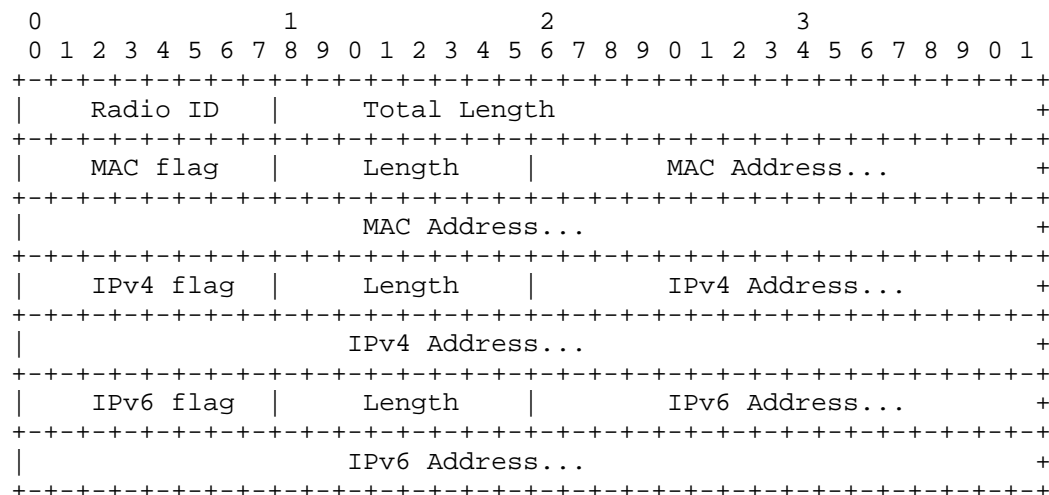 0                1               2               3
 0 1 2 3 4 5 6 7 8 9 0 1 2 3 4 5 6 7 8 9 0 1 2 3 4 5 6 7 8 9 0 1
+-+-+-+-+-+-+-+-+-+-+-+-+-+-+-+-+-+-+-+-+-+-+-+-+-+-+-+-+-+-+-+-+
|    Radio ID   |     Total Length                              +
+-+-+-+-+-+-+-+-+-+-+-+-+-+-+-+-+-+-+-+-+-+-+-+-+-+-+-+-+-+-+-+-+
|    MAC flag   |     Length    |        MAC Address...         +
+-+-+-+-+-+-+-+-+-+-+-+-+-+-+-+-+-+-+-+-+-+-+-+-+-+-+-+-+-+-+-+-+
|                     MAC Address...                            +
+-+-+-+-+-+-+-+-+-+-+-+-+-+-+-+-+-+-+-+-+-+-+-+-+-+-+-+-+-+-+-+-+
|    IPv4 flag  |     Length    |        IPv4 Address...        +
+-+-+-+-+-+-+-+-+-+-+-+-+-+-+-+-+-+-+-+-+-+-+-+-+-+-+-+-+-+-+-+-+
|                    IPv4 Address...                            +
+-+-+-+-+-+-+-+-+-+-+-+-+-+-+-+-+-+-+-+-+-+-+-+-+-+-+-+-+-+-+-+-+
|    IPv6 flag  |     Length    |        IPv6 Address...        +
+-+-+-+-+-+-+-+-+-+-+-+-+-+-+-+-+-+-+-+-+-+-+-+-+-+-+-+-+-+-+-+-+
|                    IPv6 Address...                            +
+-+-+-+-+-+-+-+-+-+-+-+-+-+-+-+-+-+-+-+-+-+-+-+-+-+-+-+-+-+-+-+-+